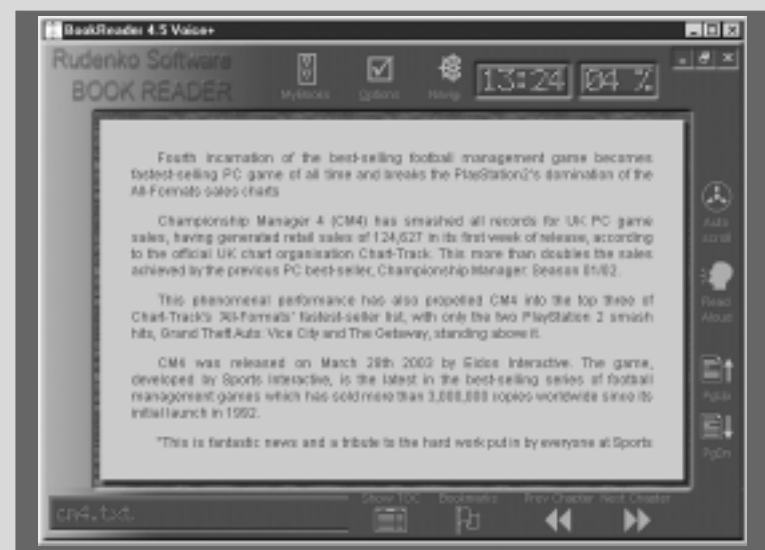 BookReader 4.5 Voice+
Rudenko Software
BOOK READER
MyBooks
Options
Navig
13:24
04 %
Fourth incarnation of the best-selling football management game becomes
fastest-selling PC game of all time and breaks the PlayStation2's domination of the
All-Formats sales charts
Championship Manager 4 (CM4) has smashed all records for UK PC game
sales, having generated retail sales of 124,627 in its first week of release, according
to the official UK chart organisation Chart-Track. This more than doubles the sales
achieved by the previous PC best-seller, Championship Manager: Season 01/02.
This phenomenal performance has also propelled CM4 into the top three of
Chart-Track's 'All-Formats' fastest-seller list, with only the two PlayStation 2 smash
hits, Grand Theft Auto: Vice City and The Getaway, standing above it.
CM4 was released on March 28th 2003 by Eidos Interactive. The game,
developed by Sports Interactive, is the latest in the best-selling series of football
management games which has sold more than 3,000,000 copies worldwide since its
initial launch in 1992.
"This is fantastic news and a tribute to the hard work put in by everyone at Sports
Auto
scroll
Read
Aloud
PgUp
PgDn
cm4.txt
Show TOC
Bookmarks
Prev Chapter
Next Chapter